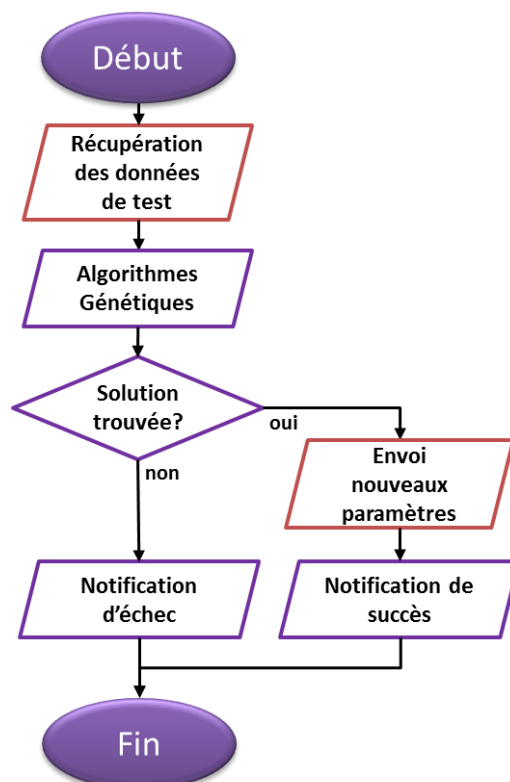 Début
Récupération
des données
de test
Algorithmes
Génétiques
Solution
trouvée?
oui
non
Envoi
nouveaux
paramètres
Notification
d'échec
Notification de
succès
Fin